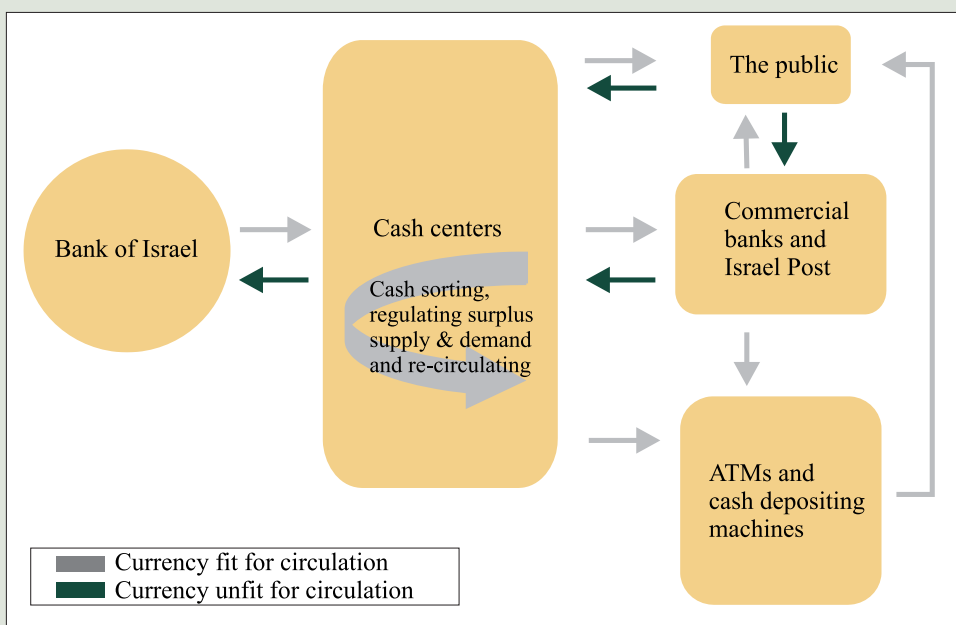 Bank of Israel
Cash centers
Cash sorting,
regulating surplus
supply & demand
and re-circulating
The public
Commercial
banks and
Israel Post
ATMs and
cash depositing
machines
Currency fit for circulation
Currency unfit for circulation